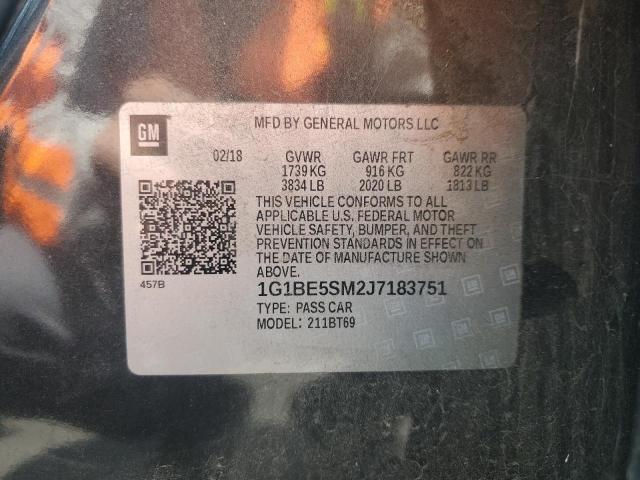 GM
MFD BY GENERAL MOTORS LLC
02/18 GVWR GAWR FRT GAWR RR
1739 KG 916 KG 822 KG
3834 LB 2020 LB 1813 LB
THIS VEHICLE CONFORMS TO ALL
APPLICABLE U.S. FEDERAL MOTOR
VEHICLE SAFETY, BUMPER, AND THEFT
PREVENTION STANDARDS IN EFFECT ON
THE DATE OF MANUFACTURE SHOWN
ABOVE.
457B
1G1BE5SM2J7183751
TYPE: PASS CAR
MODEL: 211BT69